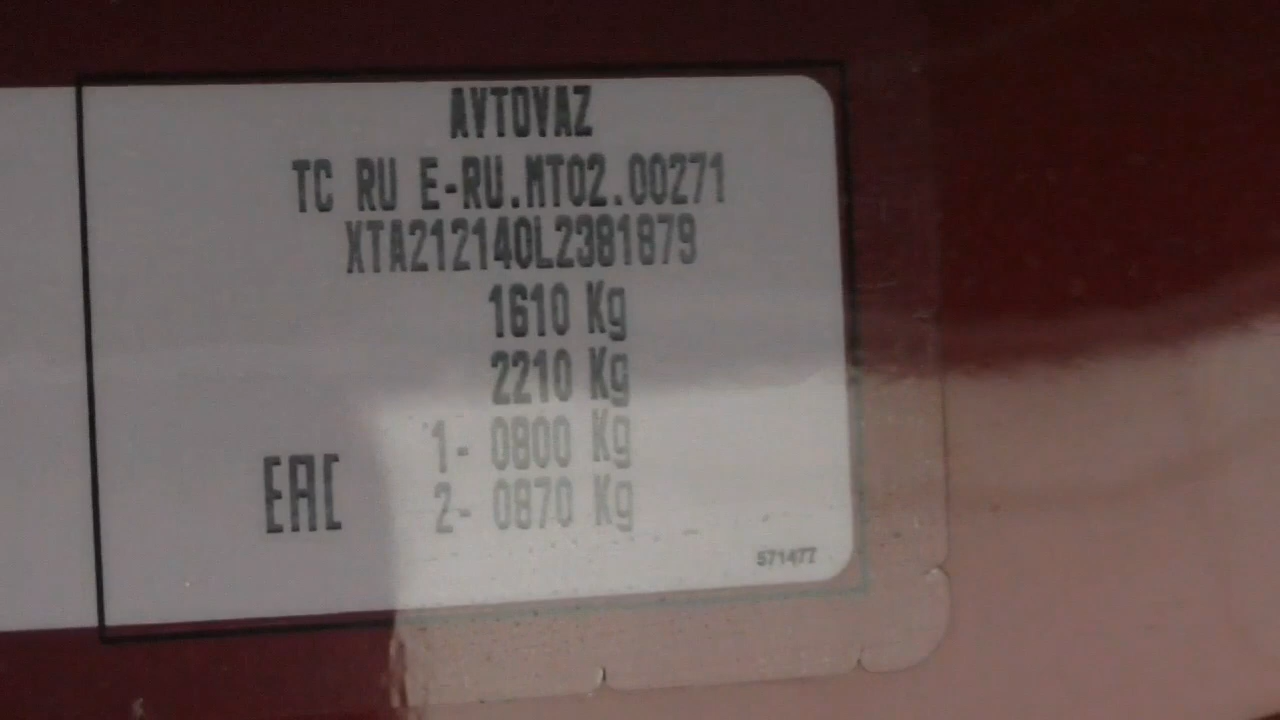 AVTOVAZ
TC RU E-RU.MT02.00271
XTA212140L2381879
1610 Kg
2210 Kg
1- 0800 Kg
2- 0870 Kg
EAC
571477